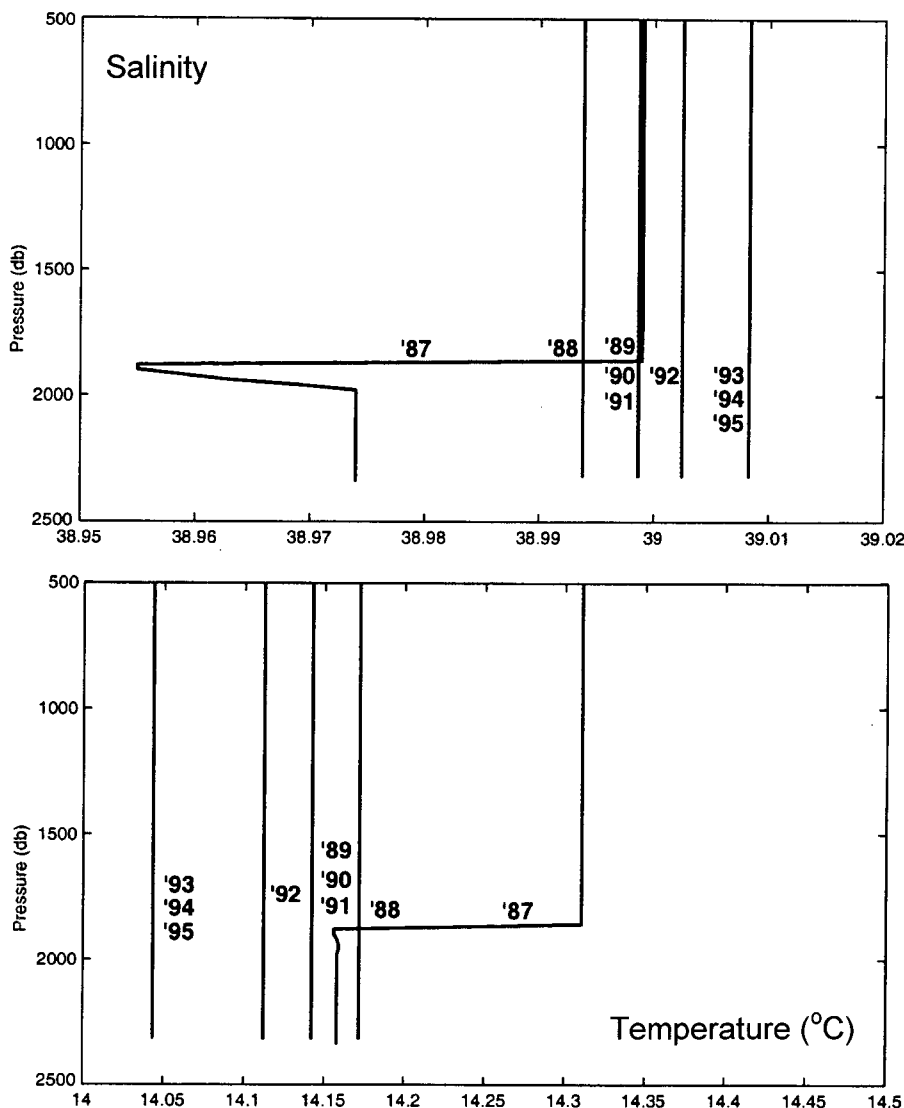 500
Salinity
1000
Pressure (db)
1500
'87 '88 '89
'90 '92 '93
2000
'91 '94
'95
2500
38.95 38.96 38.97 38.98 38.99 39 39.01 39.02
500
1000
Pressure (db)
1500
'89
'93 '92 '90
'94 '91 '88 '87
'95
2000
Temperature (°C)
2500
14 14.05 14.1 14.15 14.2 14.25 14.3 14.35 14.4 14.45 14.5